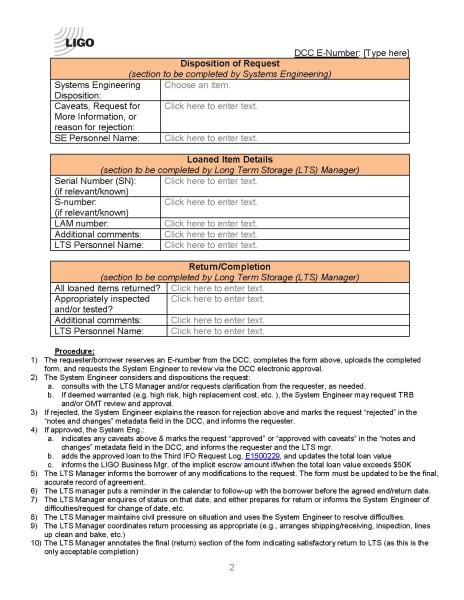 LIGO
DCC E-Number: [Type here]
Disposition of Request
(section to be completed by Systems Engineering)
Systems Engineering Choose an item.
Disposition:
Caveats, Request for Click here to enter text.
More Information, or
reason for rejection:
SE Personnel Name: Click here to enter text.
Loaned Item Details
(section to be completed by Long Term Storage (LTS) Manager)
Serial Number (SN): Click here to enter text.
(if relevant/known)
S-number: Click here to enter text.
(if relevant/known)
LAM number: Click here to enter text.
Additional comments: Click here to enter text.
LTS Personnel Name: Click here to enter text.
Return/Completion
(section to be completed by Long Term Storage (LTS) Manager)
All loaned items returned? Click here to enter text.
Appropriately inspected Click here to enter text.
and/or tested?
Additional comments: Click here to enter text.
LTS Personnel Name: Click here to enter text.
Procedure:
1) The requester/borrower reserves an E-number from the DCC, completes the form above, uploads the completed
form, and requests the Systems Engineer to review via the DCC electronic approval.
2) The System Engineer considers and dispositions the request:
a. consults with the LTS Manager and/or requests clarification from the requester, as needed.
b. If deemed warranted (e.g. high risk, high replacement cost, etc. ), the System Engineer may request TRB
and/or OMT review and approval.
3) If rejected, the System Engineer explains the reason for rejection above and marks the request "rejected" in the
"notes and changes" metadata field in the DCC, and informs the requester.
4) If approved, the System Eng.:
a. indicates any caveats above & marks the request "approved" or "approved with caveats" in the "notes
and changes" metadata field in the DCC, and informs the requester and the LTS mgr.
b. adds the approved loan to the Third IFO Request Log, E1500229, and updates the total loan value
c. informs the LIGO Business Mgr. of the implicit escrow amount if/when the total loan value exceeds $50K
5) The LTS Manager informs the borrower of any modifications to the request. The form must be updated to be the final,
accurate record of agreement.
6) The LTS manager puts a reminder in the calendar to follow-up with the borrower before the agreed end/return date.
7) The LTS Manager enquires of status on that date, and either prepares for return or informs the System Engineer of
difficulties/request for change of date, etc.
8) The LTS Manager maintains civil pressure on situation and uses the System Engineer to resolve difficulties.
9) The LTS Manager coordinates return processing as appropriate (e.g., arranges shipping/receiving, inspection, lines
up clean and bake, etc.)
10) The LTS Manager annotates the final (return) section of the form indicating satisfactory return to LTS (as this is the
only acceptable completion)
2